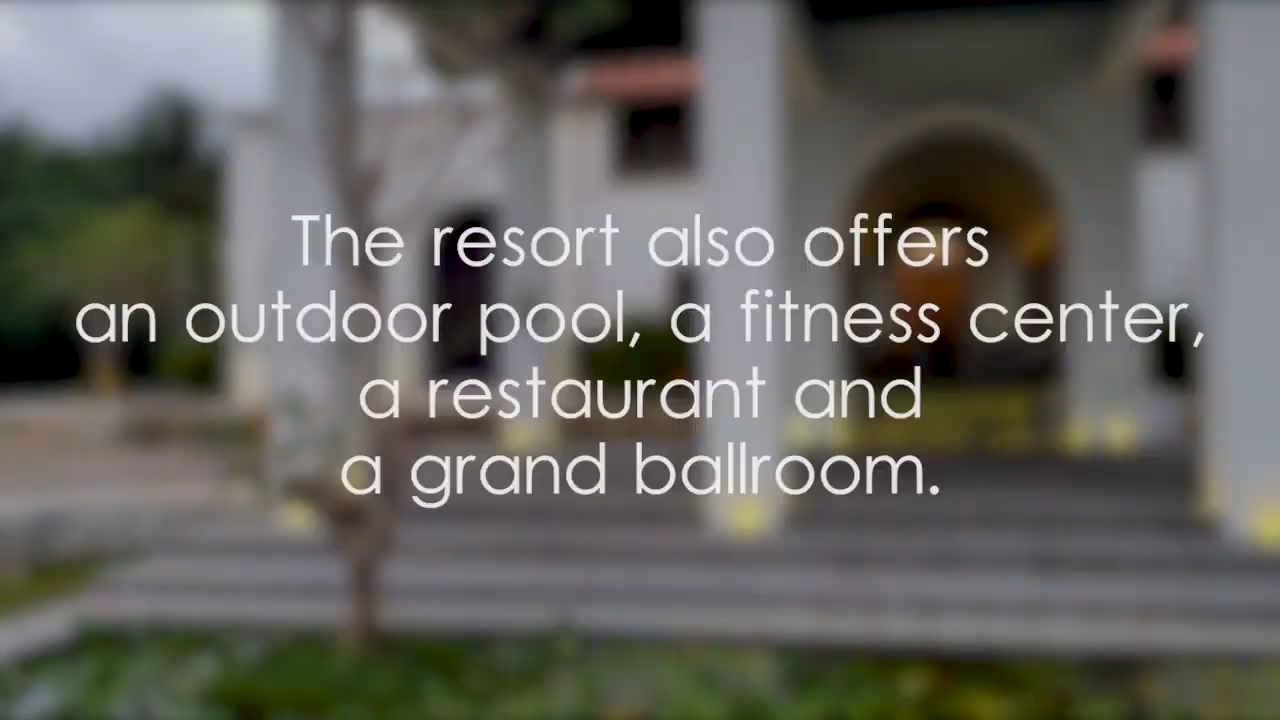 The resort also offers
an outdoor pool, a fitness center,
a restaurant and
a grand ballroom.